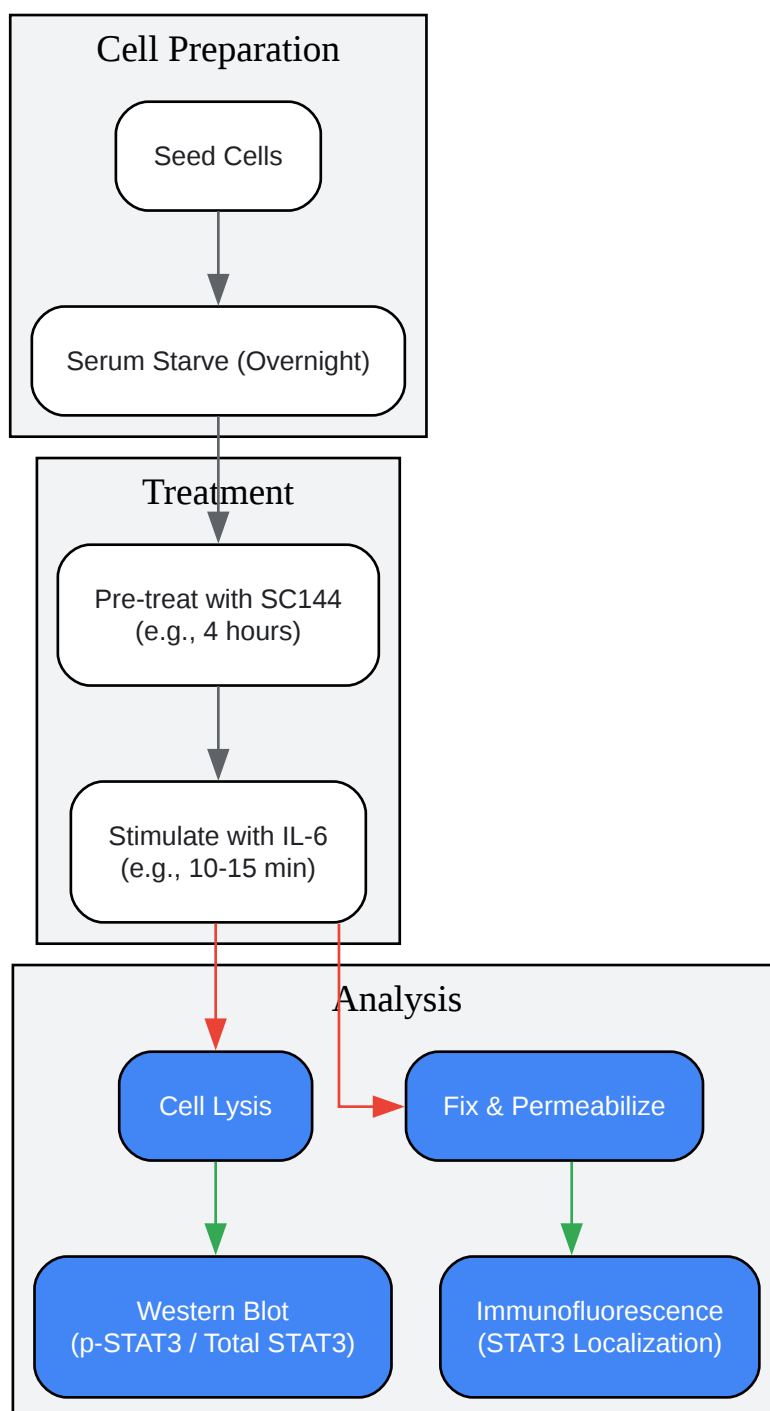 Cell Preparation
Seed Cells
Serum Starve (Overnight)
Treatment
Pre-treat with SC144
(e.g., 4 hours)
Stimulate with IL-6
(e.g., 10-15 min)
Analysis
Cell Lysis
Fix & Permeabilize
Western Blot
(p-STAT3 / Total STAT3)
Immunofluorescence
(STAT3 Localization)